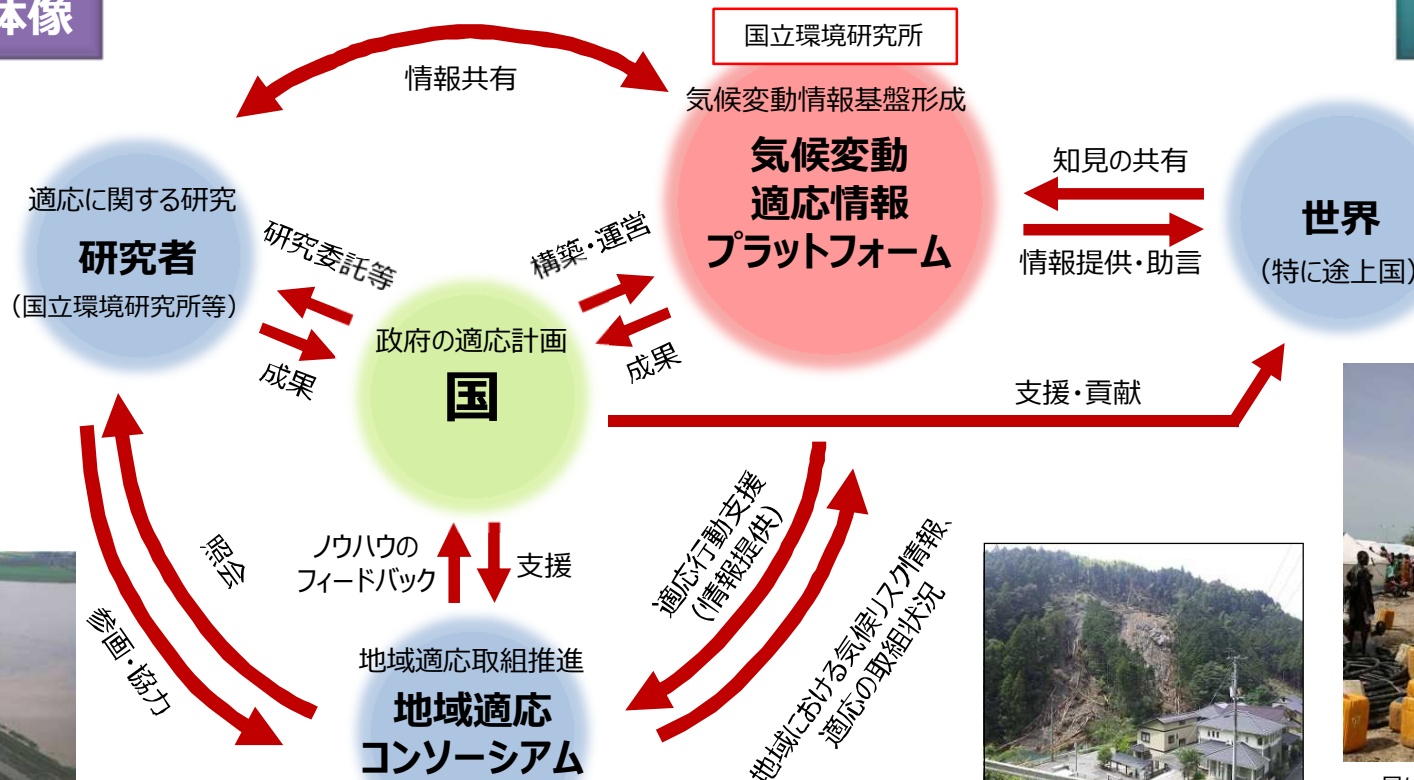 体像
国立環境研究所
情報共有
気候変動情報基盤形成
気候変動
適応情報
プラットフォーム
知見の共有
情報提供・助言
世界
（特に途上国）
適応に関する研究
研究者
（国立環境研究所等）
研究委託等
成果
構築・運営
成果
政府の適応計画
国
支援・貢献
ノウハウの
フィードバック
支援
照会
参画・協力
適応行動支援
（情報提供）
地域における気候リスク情報、
適応の取組状況
地域適応取組推進
地域適応
コンソーシアム